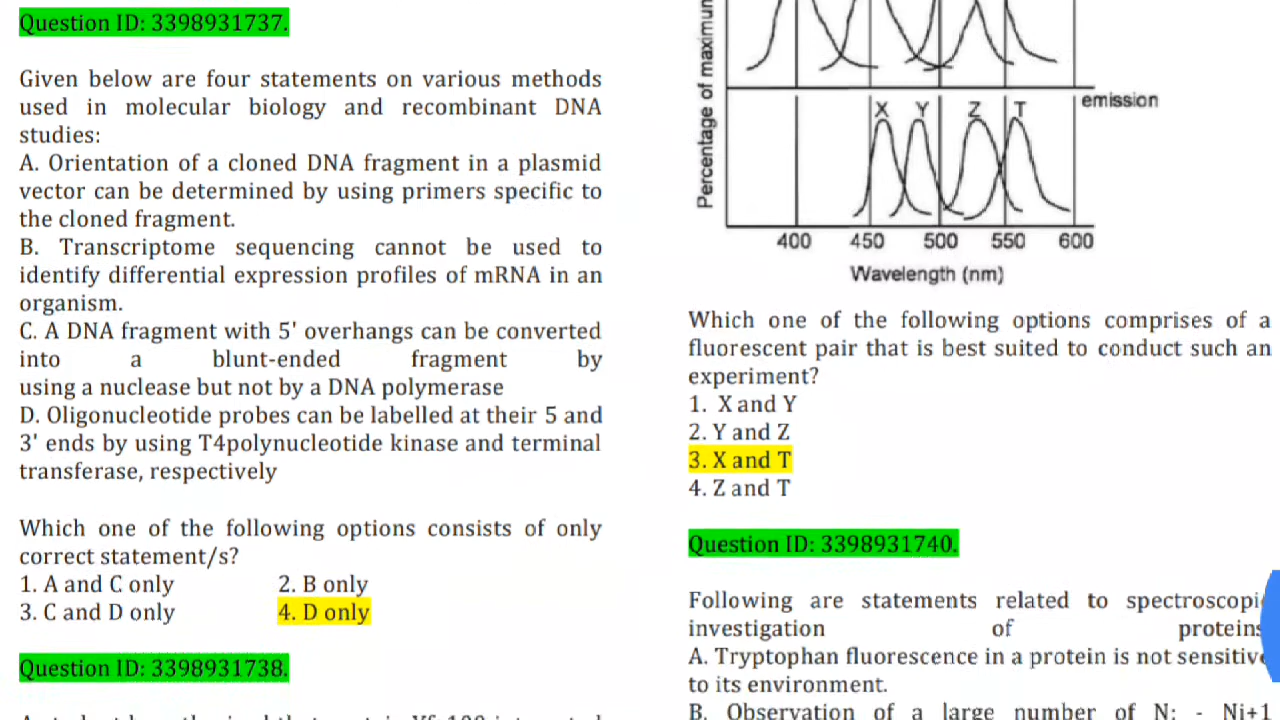 Question ID: 3398931737.
Given below are four statements on various methods
used in molecular biology and recombinant DNA
studies:
A. Orientation of a cloned DNA fragment in a plasmid
vector can be determined by using primers specific to
the cloned fragment.
B. Transcriptome sequencing cannot be used to
identify differential expression profiles of mRNA in an
organism.
C. A DNA fragment with 5' overhangs can be converted
into a blunt-ended fragment by
using a nuclease but not by a DNA polymerase
D. Oligonucleotide probes can be labelled at their 5 and
3' ends by using T4polynucleotide kinase and terminal
transferase, respectively
Which one of the following options consists of only
correct statement/s?
1. A and C only 2. B only
3. C and D only 4. D only
Question ID: 3398931738.
Percentage of maximum
emission
X Y Z T
400 450 500 550 600
Wavelength (nm)
Which one of the following options comprises of a
fluorescent pair that is best suited to conduct such an
experiment?
1. X and Y
2. Y and Z
3. X and T
4. Z and T
Question ID: 3398931740.
Following are statements related to
investigation of proteins
A. Tryptophan fluorescence in a protein is not
to its environment.
B. Observation of a large number of Ni - Ni+1